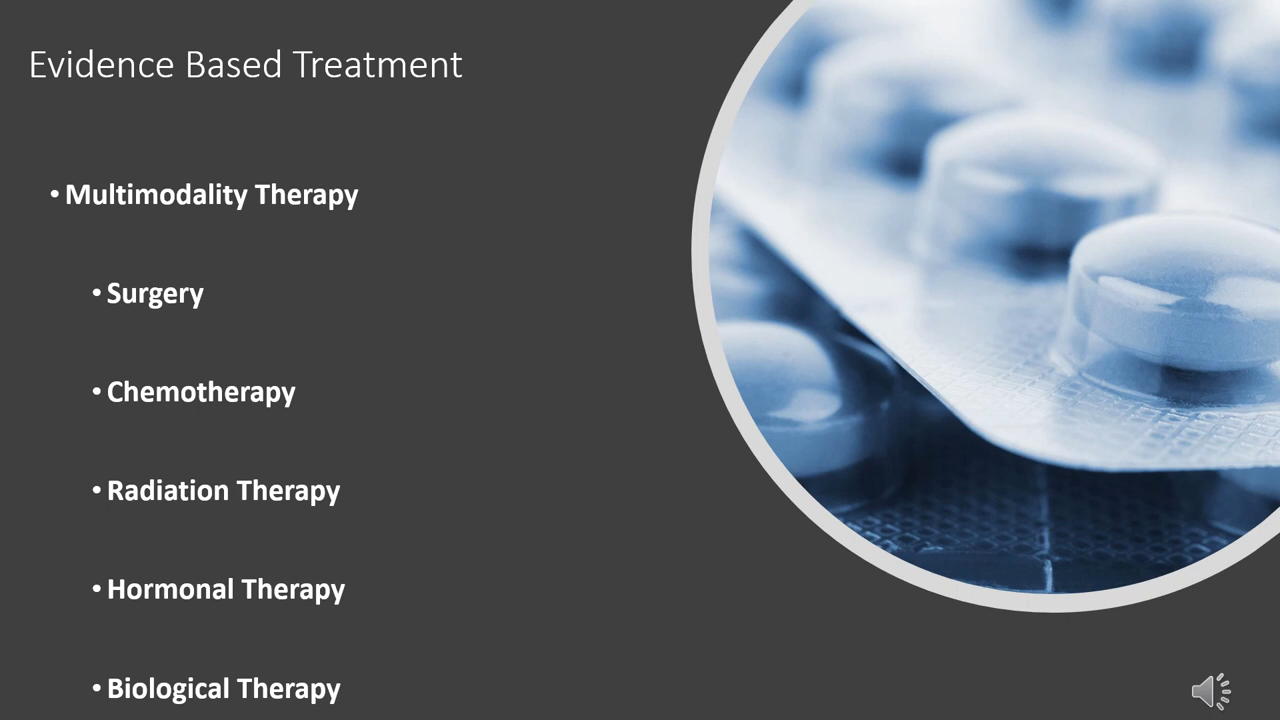 Evidence Based Treatment
• Multimodality Therapy
• Surgery
• Chemotherapy
• Radiation Therapy
• Hormonal Therapy
• Biological Therapy